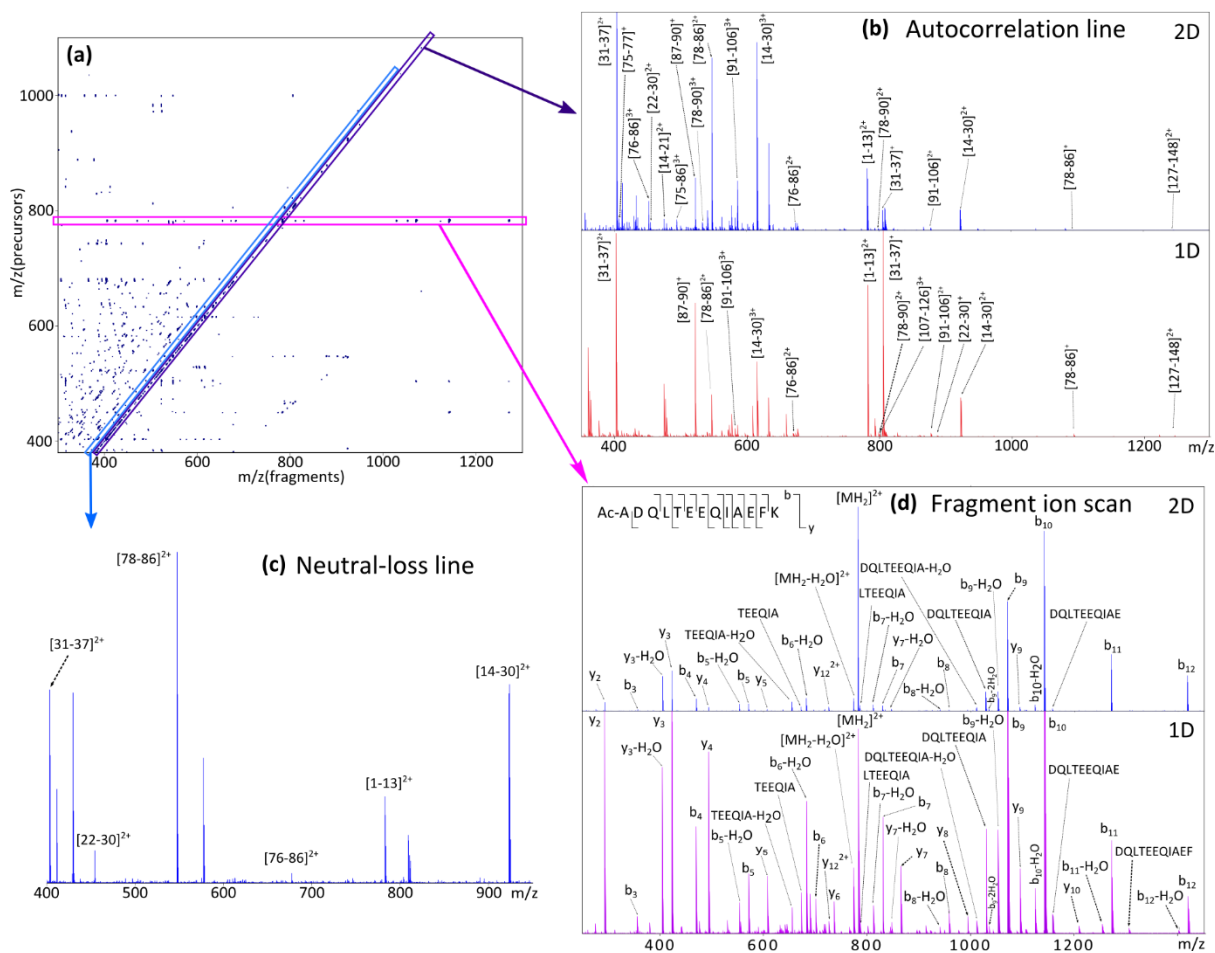 (a)
1000
800
600
400
m/z(precursors)
400 600 800 1000 1200
m/z(fragments)
(b) Autocorrelation line
2D
[31-37]²⁺
[75-77]⁺
[76-86]³⁺
[22-30]²⁺
[14-21]²⁺
[75-86]³⁺
[87-90]⁺
[78-90]³⁺
[78-86]²⁺
[91-106]³⁺
[14-30]³⁺
[76-86]²⁺
[1-13]²⁺
[78-90]²⁺
[31-37]
[91-106]²⁺
[14-30]²⁺
[78-86]⁺
[127-148]²⁺
1D
[31-37]²⁺
[87-90]⁺
[78-86]²⁺
[91-106]³⁺
[14-30]³⁺
[76-86]²⁺
[1-13]²⁺
[31-37]⁺
[78-90]²⁺
[107-126]³⁺
[91-106]²⁺
[22-30]⁺
[14-30]²⁺
[78-86]⁺
[127-148]²⁺
400 600 800 1000 1200
m/z
(c) Neutral-loss line
[31-37]²⁺
[22-30]²⁺
[78-86]²⁺
[76-86]²⁺
[1-13]²⁺
[14-30]²⁺
400 500 600 700 800 900 m/z
(d) Fragment ion scan
2D
Ac-A D Q L T E E Q I A E F K
b
y
[MH₂]²⁺
b₁₀
DQLTEEQIA-H₂O
b₉-H₂O
b₉
[MH₂-H₂O]²⁺
LTEEQIA
TEEQIA
b₇-H₂O
DQLTEEQIA
DQLTEEQIAE
y₃
TEEQIA-H₂O
b₆-H₂O
y₇-H₂O
y₉
y₃-H₂O
b₅-H₂O
b₄
y₂
b₃
y₄
b₅
y₅
y₁₂²⁺
b₇
b₈
b₈-H₂O
b₉-2H₂O
b10-H₂O
b₁₁
b₁₂
1D
y₂
y₃
[MH₂]²⁺
b₉-H₂O
b₉
b₁₀
y₃-H₂O
y₄
[MH₂-H₂O]²⁺
DQLTEEQIA
b₆-H₂O
DQLTEEQIA-H₂O
LTEEQIA
DQLTEEQIAE
TEEQIA
b₇-H₂O
b₇
y₉
b₄
TEEQIA-H₂O
b₅-H₂O
b₆
y₇-H₂O
y₈
b₁₁
y₅
b₅
y₁₂²⁺
y₇
b₈
b₁₀-H₂O
b₁₁-H₂O
DQLTEEQIAEF
b₃
y₆
b₈-H₂O
b₉-2H₂O
y₁₀
b₁₂-H₂O
b₁₂
400 600 800 1000 1200
m/z